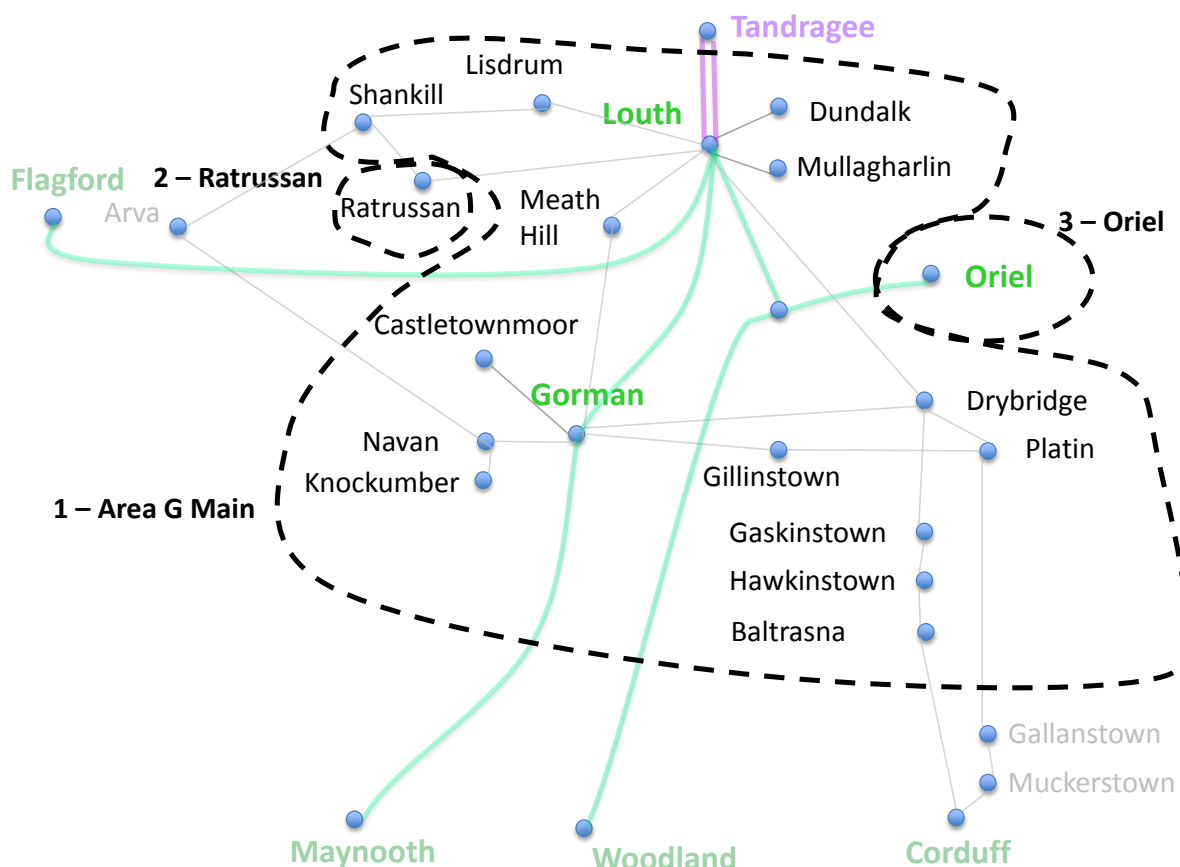 Tandragee
Lisdrum
Shankill
Louth
Dundalk
Mullagharlin
Flagford
2 – Ratrussan
Arva
Ratrussan
Meath
Hill
3 – Oriel
Oriel
Castletownmoor
Gorman
Drybridge
Navan
Platin
Knockumber
Gillinstown
1 – Area G Main
Gaskinstown
Hawkinstown
Baltrasna
Gallanstown
Muckerstown
Maynooth
Woodland
Corduff